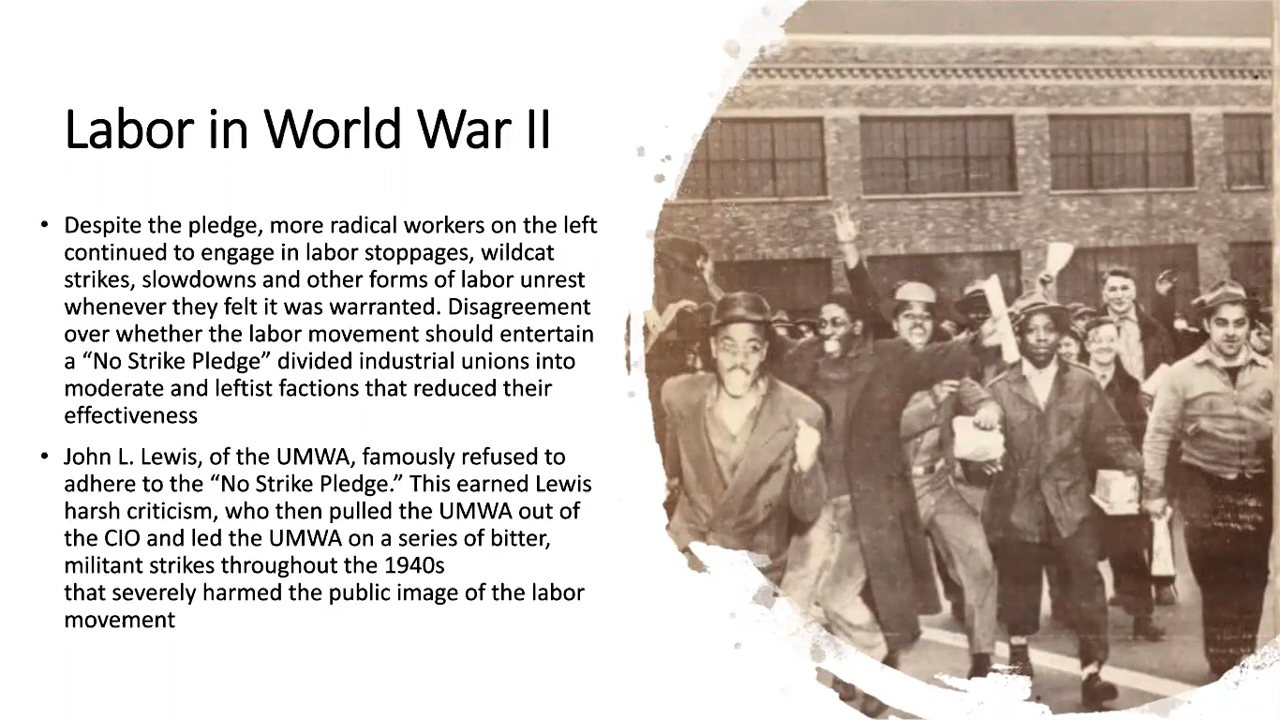 Labor in World War II
• Despite the pledge, more radical workers on the left
continued to engage in labor stoppages, wildcat
strikes, slowdowns and other forms of labor unrest
whenever they felt it was warranted. Disagreement
over whether the labor movement should entertain
a “No Strike Pledge” divided industrial unions into
moderate and leftist factions that reduced their
effectiveness
• John L. Lewis, of the UMWA, famously refused to
adhere to the “No Strike Pledge.” This earned Lewis
harsh criticism, who then pulled the UMWA out of
the CIO and led the UMWA on a series of bitter,
militant strikes throughout the 1940s
that severely harmed the public image of the labor
movement